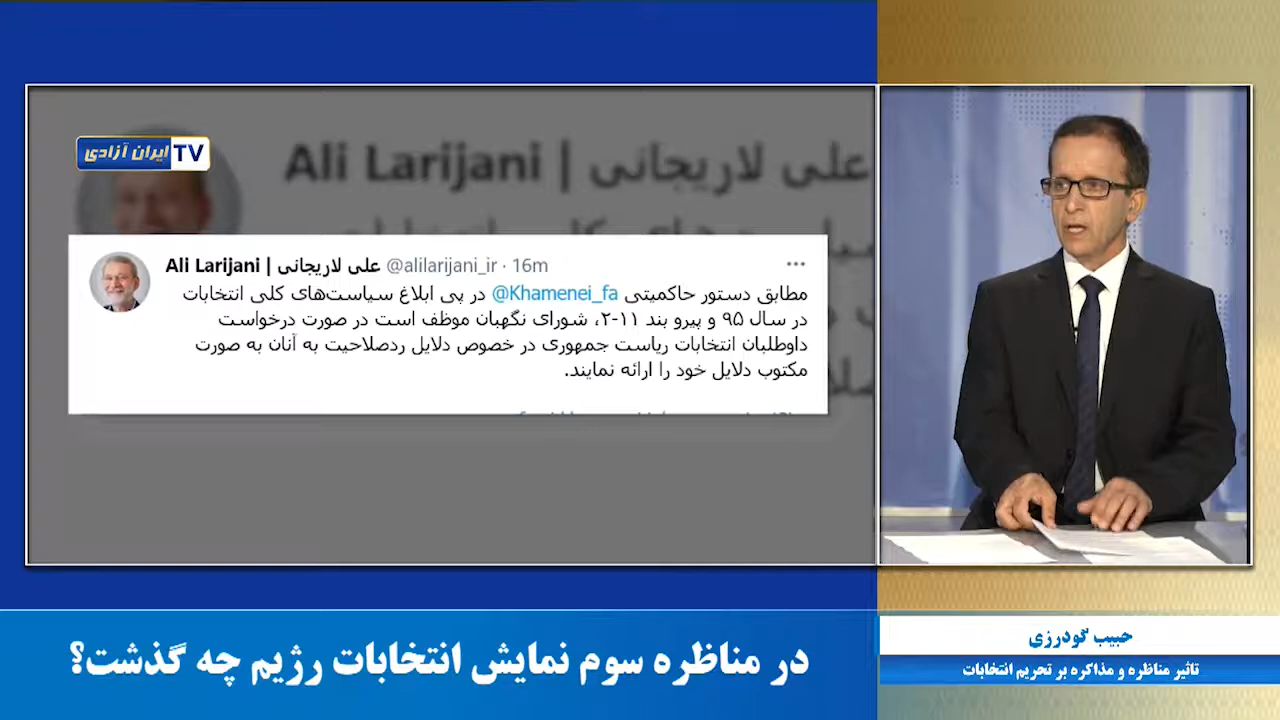 ایران آزادی TV
Ali Larijani | علی لاریجانی
Ali Larijani | علی لاریجانی @alilarijani_ir · 16m
مطابق دستور حاکمیتی @Khamenei_fa در پی ابلاغ سیاست‌های کلی انتخابات
در سال ۹۵ و پیرو بند ۱۱-۲، شورای نگهبان موظف است در صورت درخواست
داوطلبان انتخابات ریاست جمهوری در خصوص دلایل ردصلاحیت به آنان به صورت
مکتوب دلایل خود را ارائه نمایند.
حبیب گودرزی
تاثیر مناظره و مذاکره بر تحریم انتخابات
در مناظره سوم نمایش انتخابات رژیم چه گذشت؟